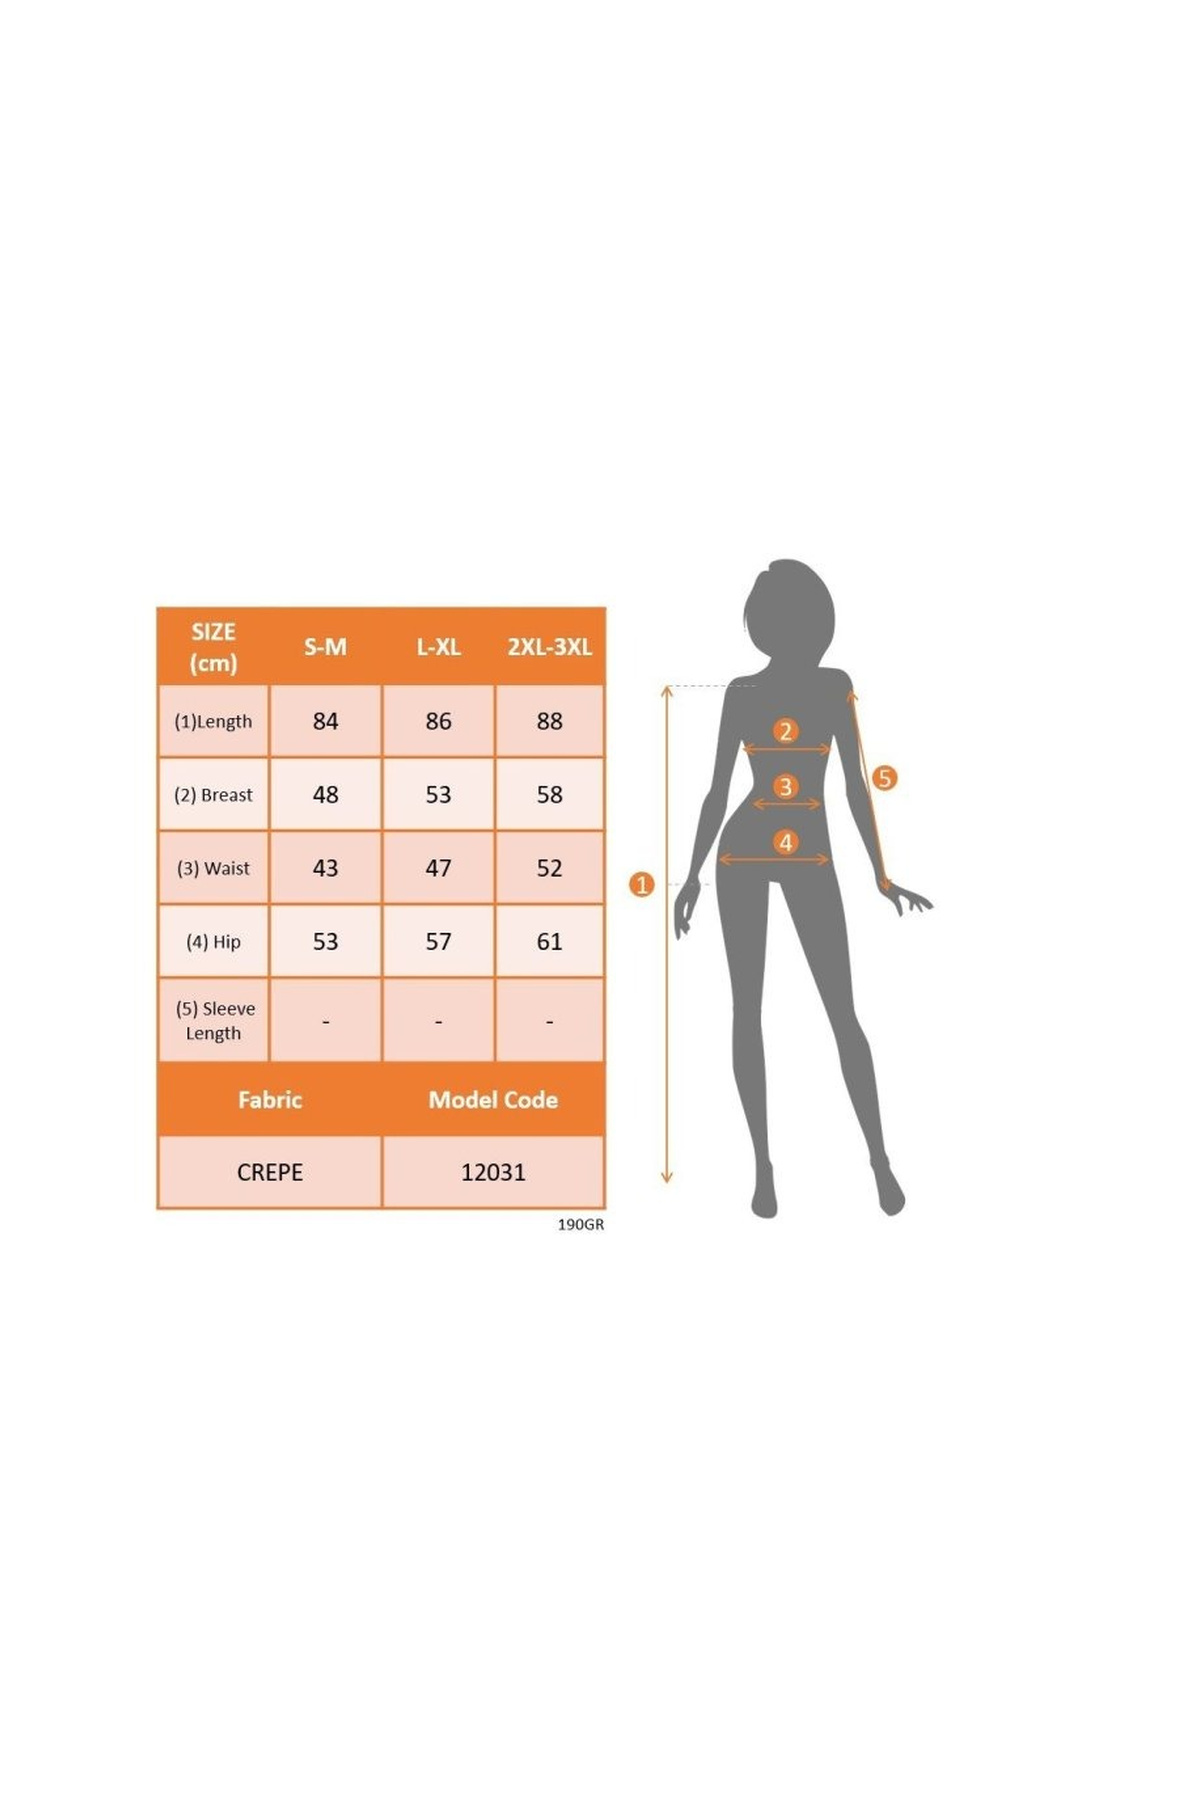 SIZE
(cm)
S-M
L-XL
2XL-3XL
(1)Length
84
86
88
(2) Breast
48
53
58
(3) Waist
43
47
52
(4) Hip
53
57
61
(5) Sleeve
Length
-
-
-
Fabric
Model Code
CREPE
12031
190GR
2
3
4
5
1